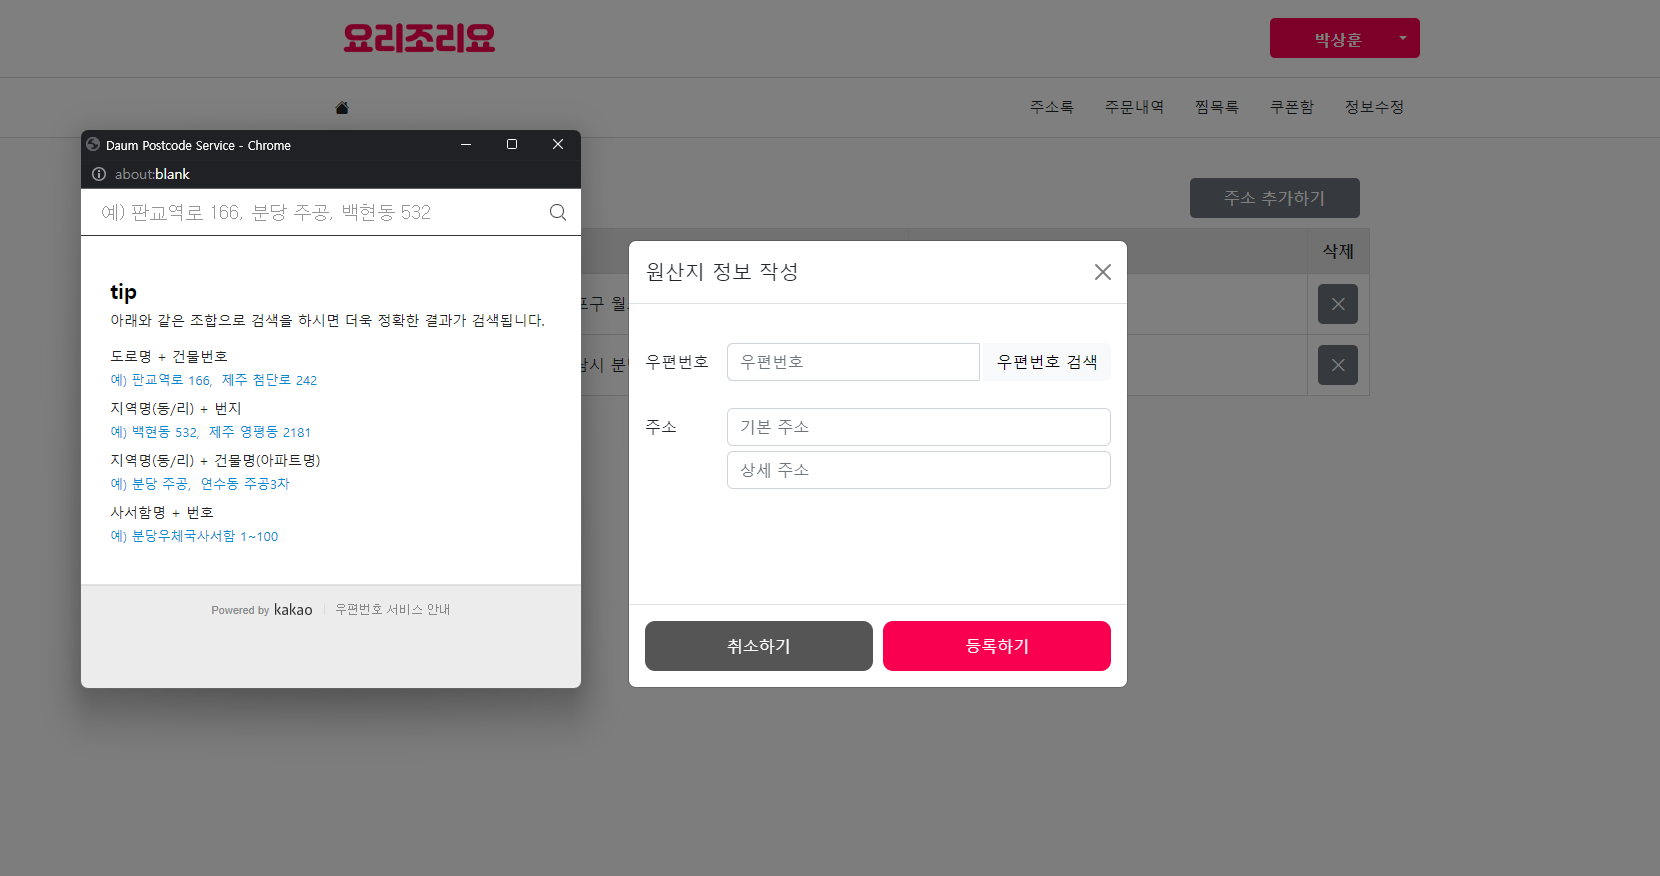 요리조리요
박상훈
주소록 주문내역 찜목록 쿠폰함 정보수정
Daum Postcode Service - Chrome
about:blank
예) 판교역로 166, 분당 주공, 백현동 532
tip
아래와 같은 조합으로 검색을 하시면 더욱 정확한 결과가 검색됩니다.
도로명 + 건물번호
예) 판교역로 166, 제주 첨단로 242
지역명(동/리) + 번지
예) 백현동 532, 제주 영평동 2181
지역명(동/리) + 건물명(아파트명)
예) 분당 주공, 연수동 주공3차
사서함명 + 번호
예) 분당우체국사서함 1~100
Powered by kakao
우편번호 서비스 안내
주소 추가하기
삭제
구 월
시 분
원산지 정보 작성
우편번호
우편번호
우편번호 검색
주소
기본 주소
상세 주소
취소하기
등록하기